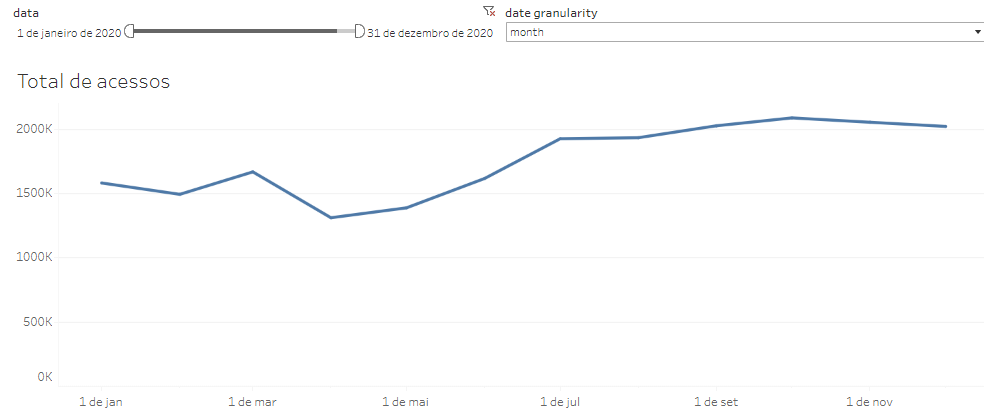 data
date granularity
1 de janeiro de 2020
31 de dezembro de 2020
month
Total de acessos
2000K
1500K
1000K
500K
0K
1 de jan
1 de mar
1 de mai
1 de jul
1 de set
1 de nov